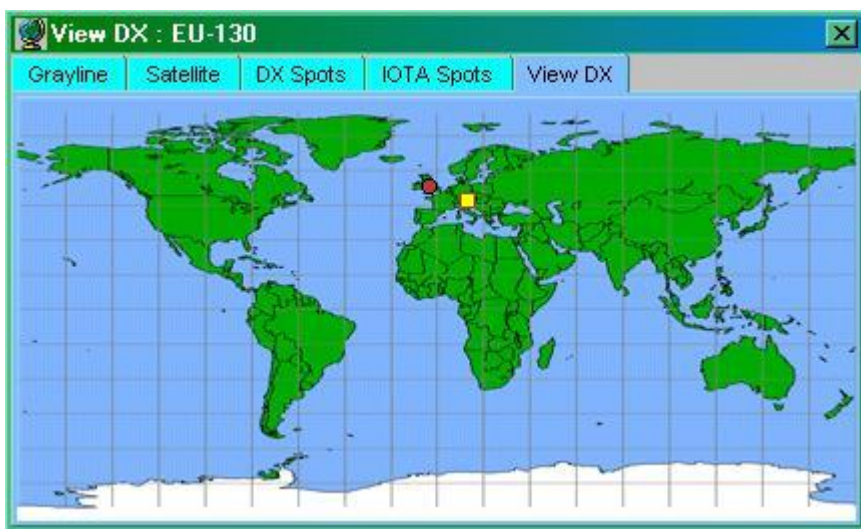 View DX : EU-130
Grayline Satellite DX Spots IOTA Spots View DX